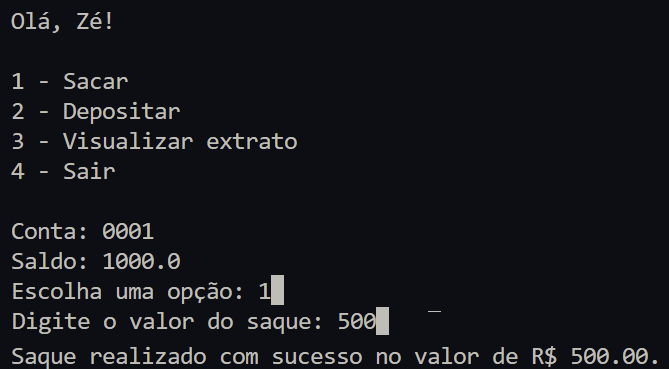 Olá, Zé!
1 - Sacar
2 - Depositar
3 - Visualizar extrato
4 - Sair
Conta: 0001
Saldo: 1000.0
Escolha uma opção: 1
Digite o valor do saque: 500
Saque realizado com sucesso no valor de R$ 500.00.